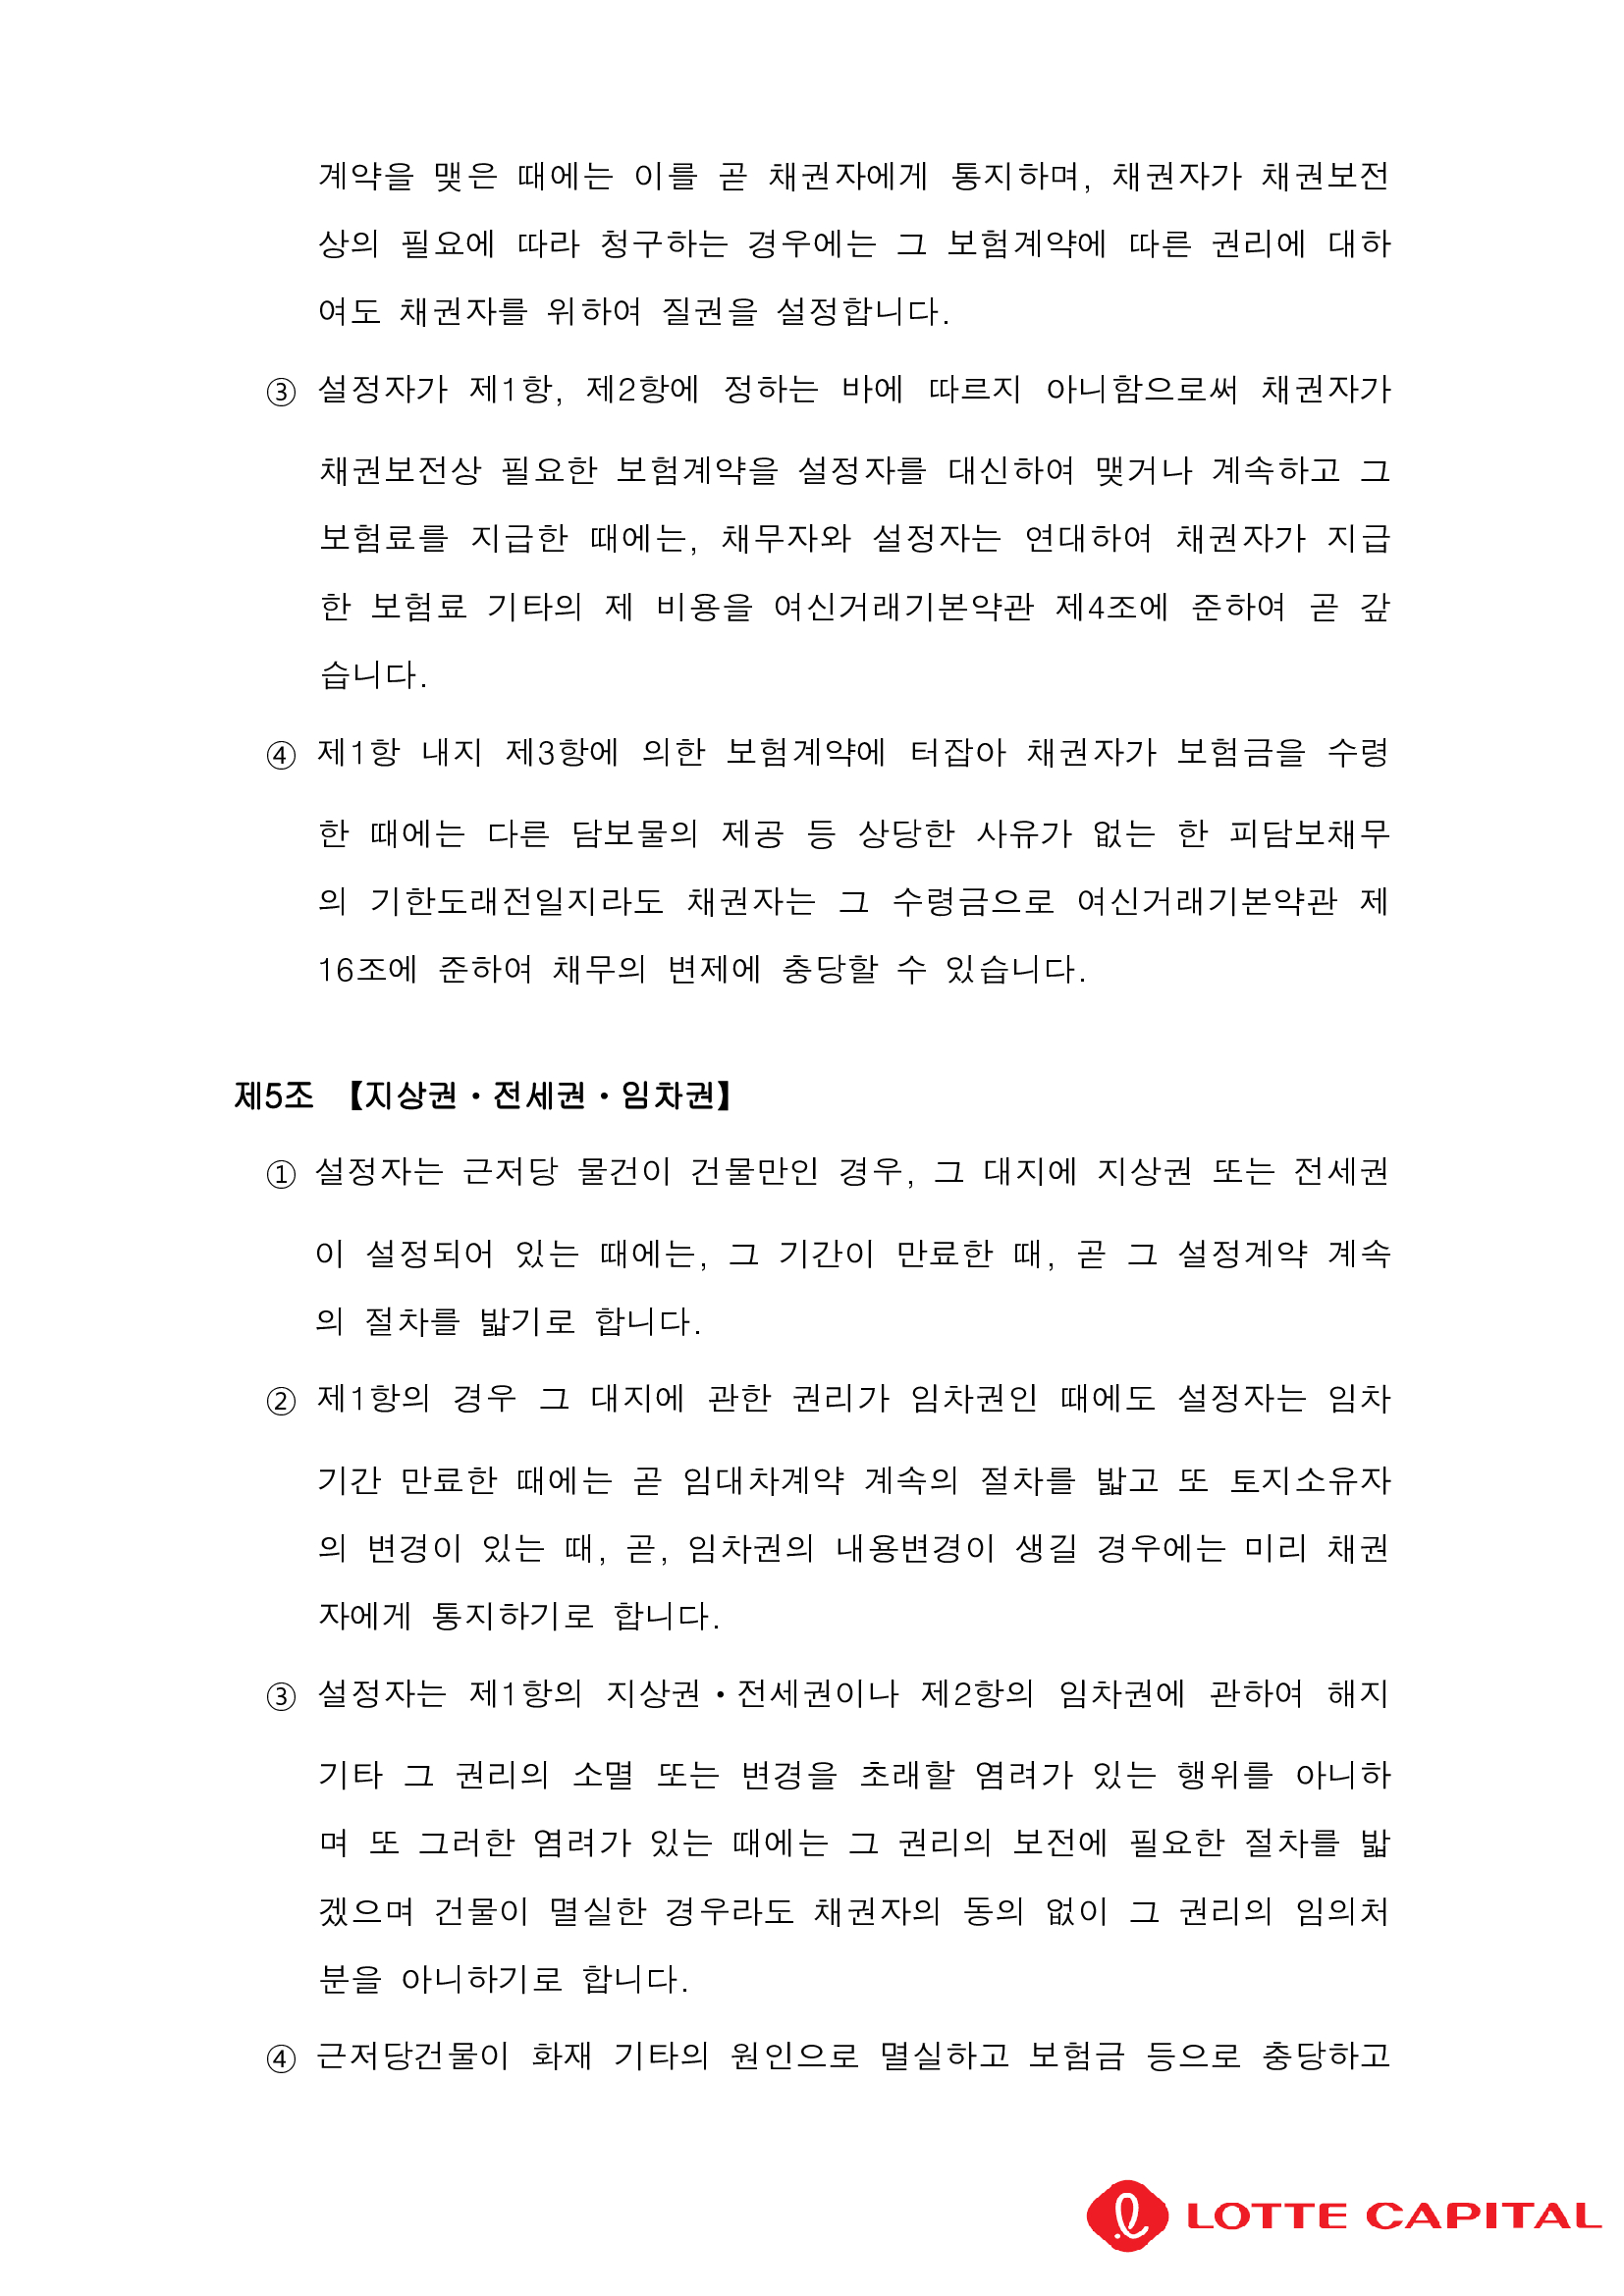 계약을 맺은 때에는 이를 곧 채권자에게 통지하며, 채권자가 채권보전
상의 필요에 따라 청구하는 경우에는 그 보험계약에 따른 권리에 대하
여도 채권자를 위하여 질권을 설정합니다.
③ 설정자가 제1항, 제2항에 정하는 바에 따르지 아니함으로써 채권자가
채권보전상 필요한 보험계약을 설정자를 대신하여 맺거나 계속하고 그
보험료를 지급한 때에는, 채무자와 설정자는 연대하여 채권자가 지급
한 보험료 기타의 제 비용을 여신거래기본약관 제4조에 준하여 곧 갚
습니다.
④ 제1항 내지 제3항에 의한 보험계약에 터잡아 채권자가 보험금을 수령
한 때에는 다른 담보물의 제공 등 상당한 사유가 없는 한 피담보채무
의 기한도래전일지라도 채권자는 그 수령금으로 여신거래기본약관 제
16조에 준하여 채무의 변제에 충당할 수 있습니다.
제5조 【지상권·전세권·임차권】
① 설정자는 근저당 물건이 건물만인 경우, 그 대지에 지상권 또는 전세권
이 설정되어 있는 때에는, 그 기간이 만료한 때, 곧 그 설정계약 계속
의 절차를 밟기로 합니다.
② 제1항의 경우 그 대지에 관한 권리가 임차권인 때에도 설정자는 임차
기간 만료한 때에는 곧 임대차계약 계속의 절차를 밟고 또 토지소유자
의 변경이 있는 때, 곧, 임차권의 내용변경이 생길 경우에는 미리 채권
자에게 통지하기로 합니다.
③ 설정자는 제1항의 지상권·전세권이나 제2항의 임차권에 관하여 해지
기타 그 권리의 소멸 또는 변경을 초래할 염려가 있는 행위를 아니하
며 또 그러한 염려가 있는 때에는 그 권리의 보전에 필요한 절차를 밟
겠으며 건물이 멸실한 경우라도 채권자의 동의 없이 그 권리의 임의처
분을 아니하기로 합니다.
④ 근저당건물이 화재 기타의 원인으로 멸실하고 보험금 등으로 충당하고
LOTTE CAPITAL